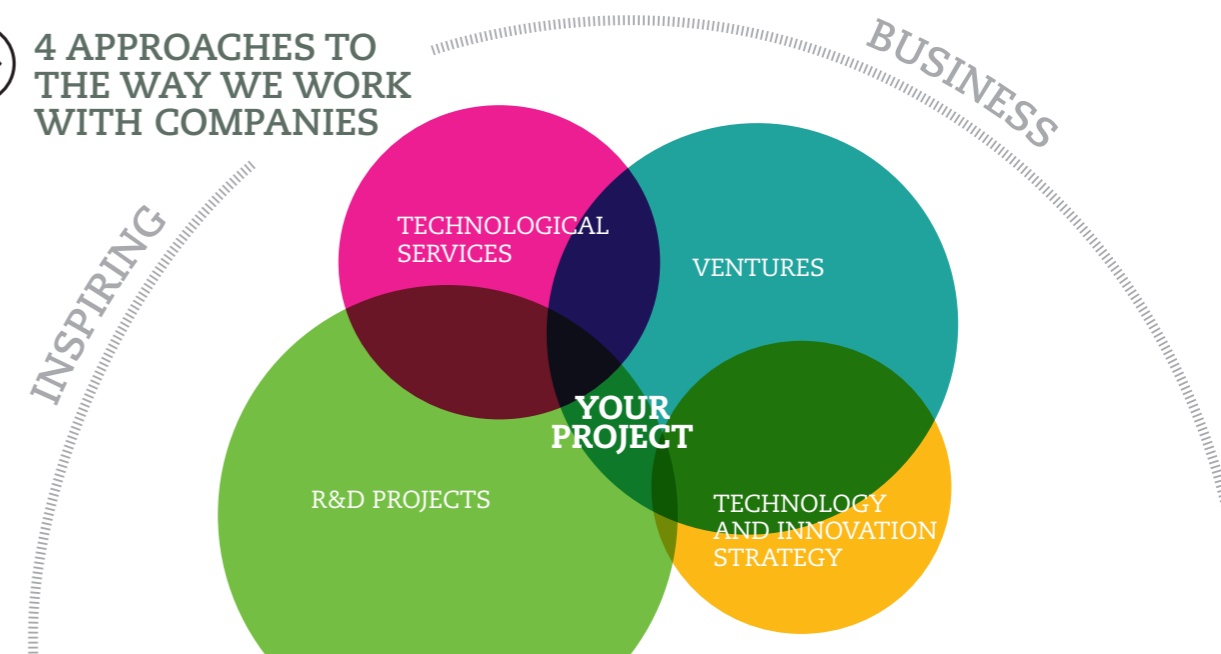 4 APPROACHES TO
THE WAY WE WORK
WITH COMPANIES
INSPIRING
BUSINESS
TECHNOLOGICAL
SERVICES
VENTURES
YOUR
PROJECT
R&D PROJECTS
TECHNOLOGY
AND INNOVATION
STRATEGY